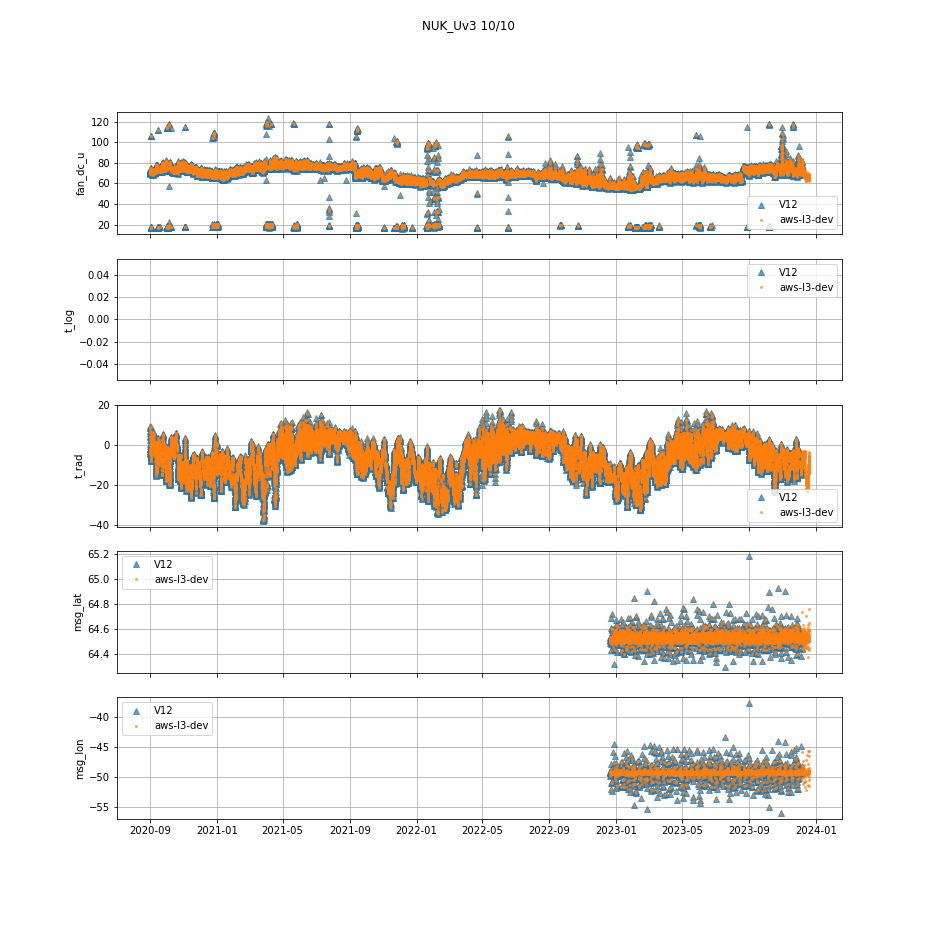 NUK_Uv3 10/10
120
100
80
60
40
20
fan_dc_u
V12
aws-l3-dev
0.04
0.02
0.00
−0.02
−0.04
t_log
V12
aws-l3-dev
20
0
−20
−40
t_rad
V12
aws-l3-dev
65.2
65.0
64.8
64.6
64.4
msg_lat
V12
aws-l3-dev
−40
−45
−50
−55
msg_lon
V12
aws-l3-dev
2020-09 2021-01 2021-05 2021-09 2022-01 2022-05 2022-09 2023-01 2023-05 2023-09 2024-01